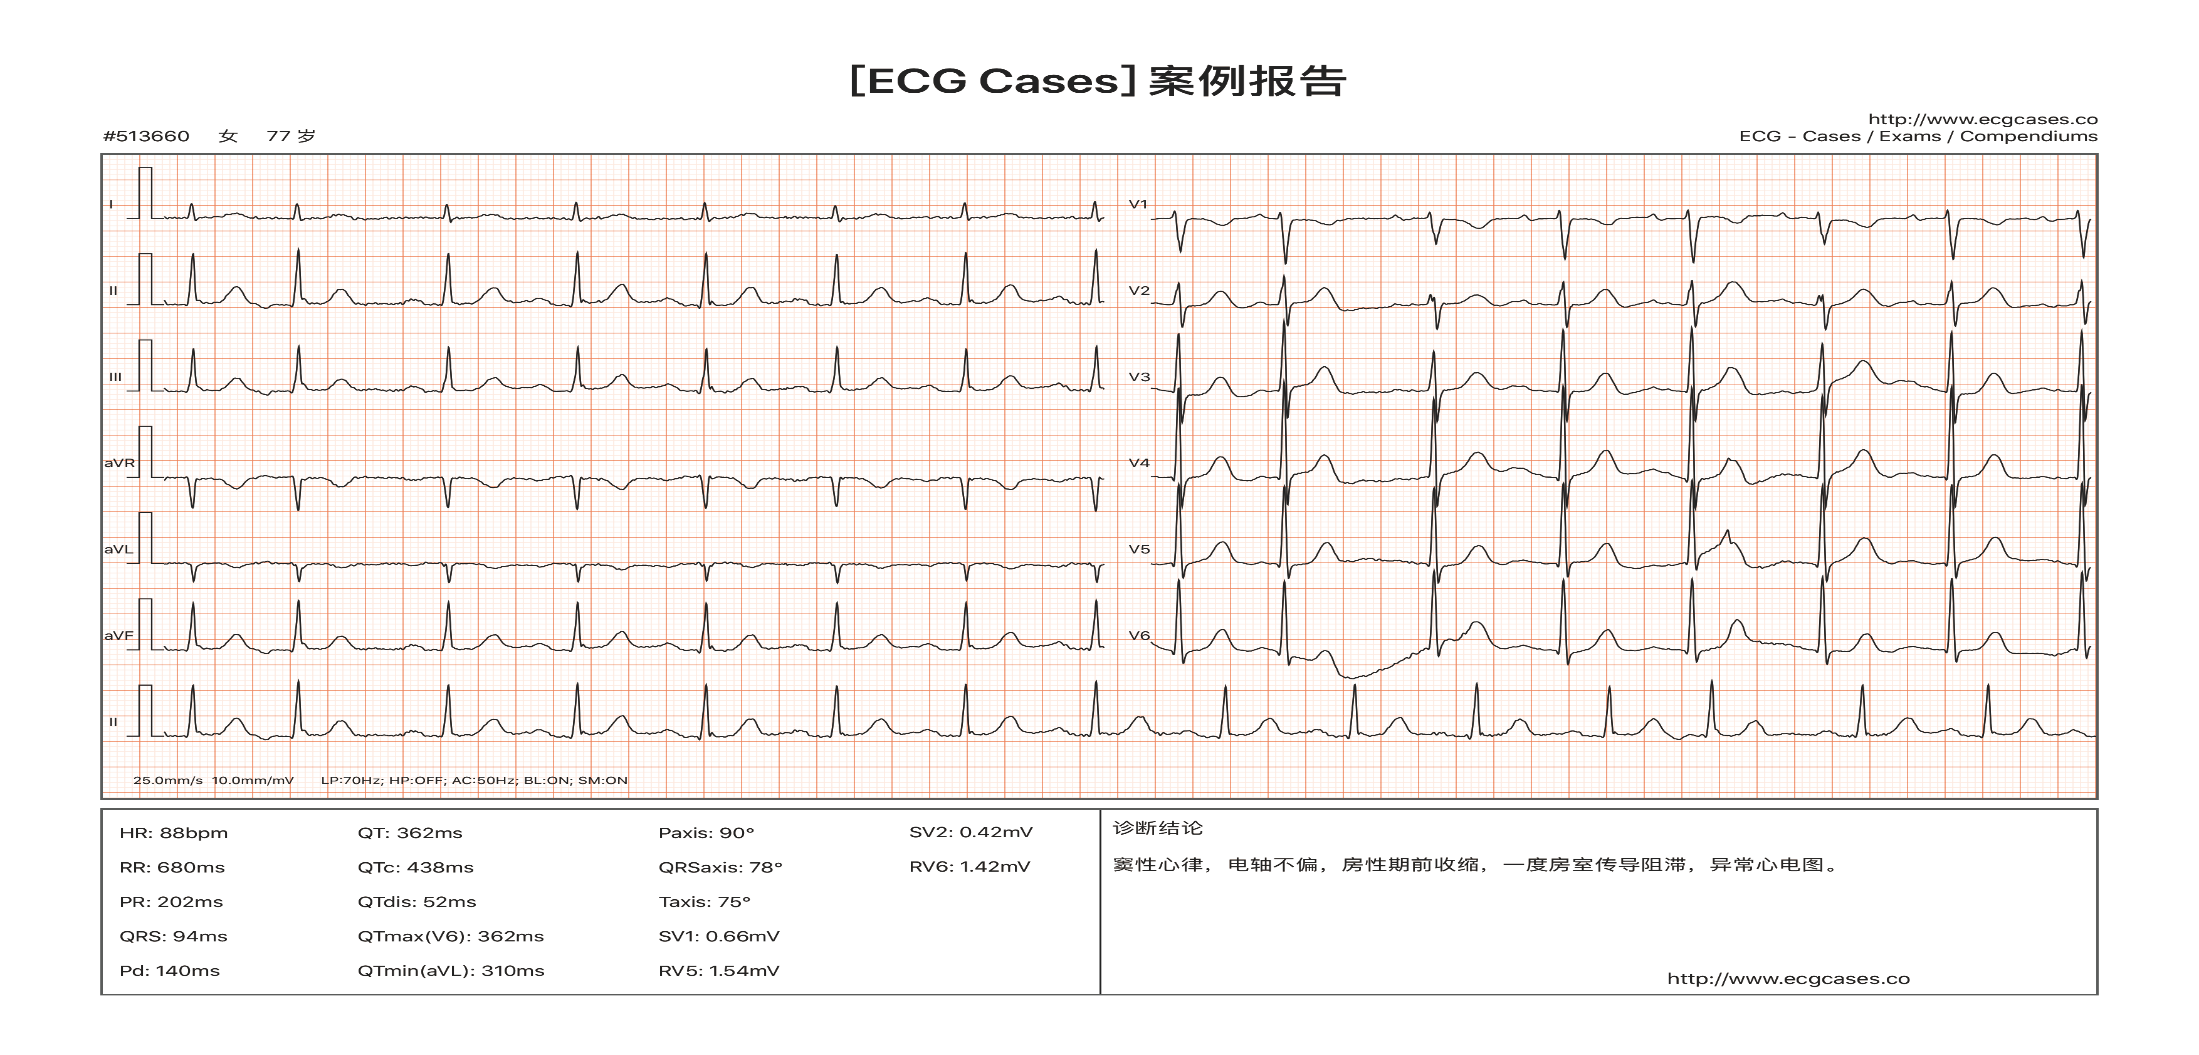 [ECG Cases] 案例报告
http://www.ecgcases.co
#513660 女 77 岁
ECG - Cases / Exams / Compendiums
I
V1
II
V2
III
V3
aVR
V4
aVL
V5
aVF
V6
II
25.0mm/s 10.0mm/mV LP:70Hz; HP:OFF; AC:50Hz; BL:ON; SM:ON
HR: 88bpm
RR: 680ms
PR: 202ms
QRS: 94ms
Pd: 140ms
QT: 362ms
QTc: 438ms
QTdis: 52ms
QTmax(V6): 362ms
QTmin(aVL): 310ms
Paxis: 90°
QRSaxis: 78°
Taxis: 75°
SV1: 0.66mV
RV5: 1.54mV
SV2: 0.42mV
RV6: 1.42mV
诊断结论
窦性心律，电轴不偏，房性期前收缩，一度房室传导阻滞，异常心电图。
http://www.ecgcases.co